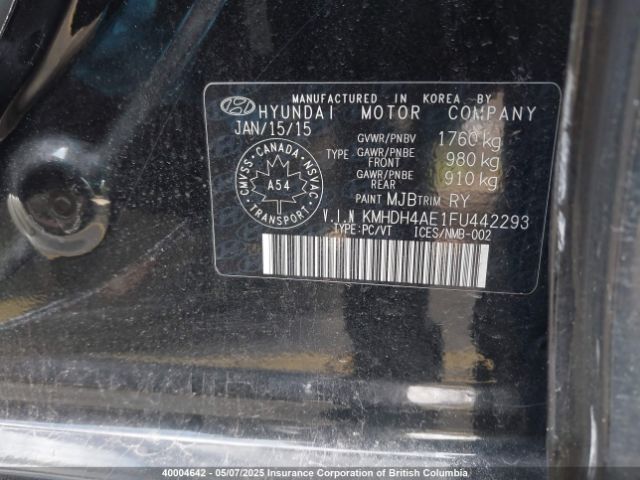 MANUFACTURED IN KOREA BY
HYUNDAI MOTOR COMPANY
JAN/15/15
GVWR/PNBV 1760 kg
TYPE GAWR/PNBE FRONT 980 kg
GAWR/PNBE REAR 910 kg
PAINT MJB TRIM RY
CANADA
CMVSS NSVAC
A54
TRANSPORT
V.I.N KMHDH4AE1FU442293
TYPE:PC/VT ICES/NMB-002
40004642 - 05/07/2025 Insurance Corporation of British Columbia